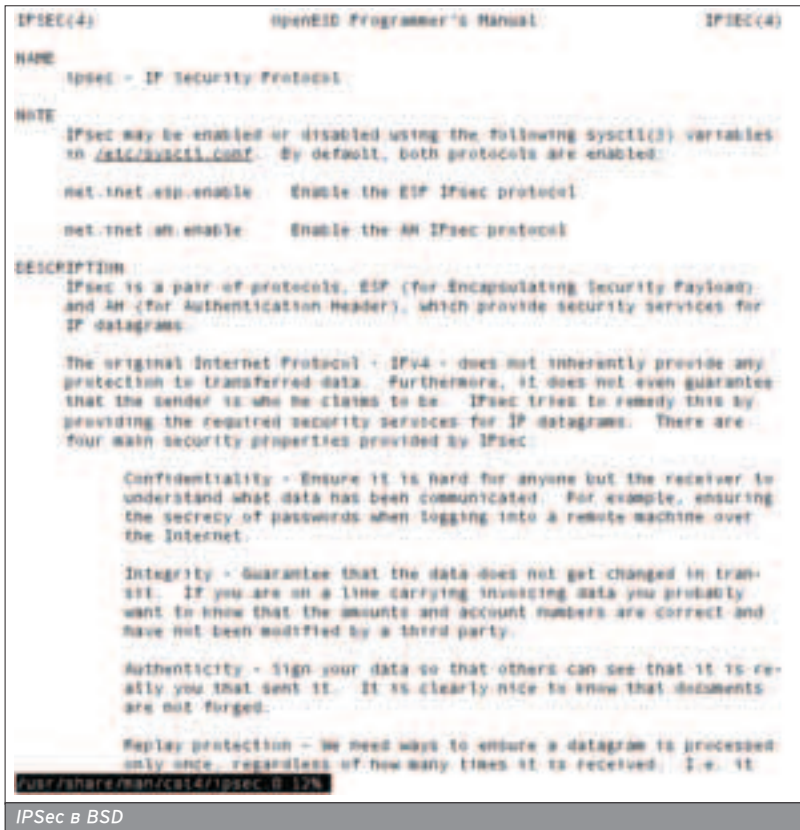 IPSEC(4) OpenBSD Programmer's Manual IPSEC(4)
NAME
ipsec - IP Security Protocol
NOTE
IPsec may be enabled or disabled using the following sysctl(3) variables
in /etc/sysctl.conf. By default, both protocols are enabled:
net.inet.esp.enable Enable the ESP IPsec protocol
net.inet.ah.enable Enable the AH IPsec protocol
DESCRIPTION
IPsec is a pair of protocols, ESP (for Encapsulating Security Payload)
and AH (for Authentication Header), which provide security services for
IP datagrams.
The original Internet Protocol - IPv4 - does not inherently provide any
protection to transferred data. Furthermore, it does not even guarantee
that the sender is who he claims to be. IPsec tries to remedy this by
providing the required security services for IP datagrams. There are
four main security properties provided by IPsec:
Confidentiality - Ensure it is hard for anyone but the receiver to
understand what data has been communicated. For example, ensuring
the secrecy of passwords when logging into a remote machine over
the Internet.
Integrity - Guarantee that the data does not get changed in tran-
sit. If you are on a line carrying invoicing data you probably
want to know that the amounts and account numbers are correct and
have not been modified by a third party.
Authenticity - Sign your data so that others can see that it is re-
ally you that sent it. It is clearly nice to know that documents
are not forged.
Replay protection - We need ways to ensure a datagram is processed
only once, regardless of how many times it is received. I.e. it
/usr/share/man/cat4/ipsec.0 12%
IPSec в BSD